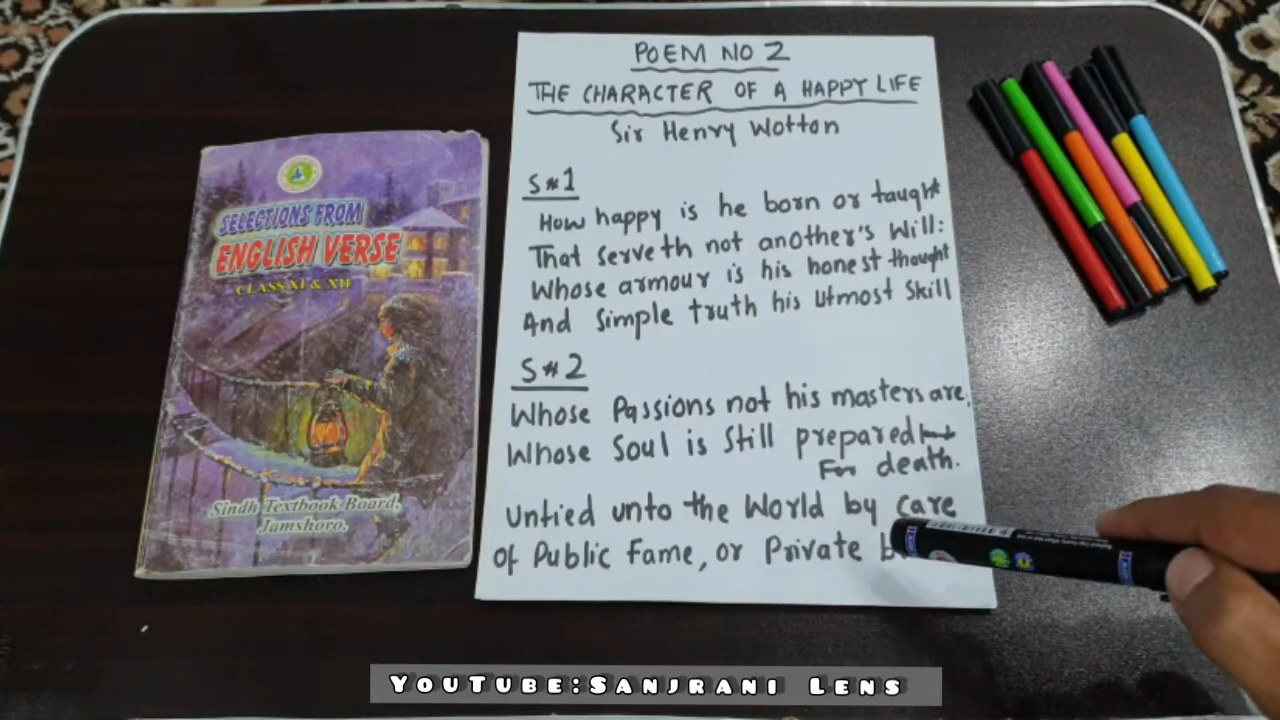 SELECTIONS FROM
ENGLISH VERSE
CLASS XI & XII
Sindh Textbook Board,
Jamshoro.
POEM NO 2
THE CHARACTER OF A HAPPY LIFE
Sir Henry Wotton
S#1
How happy is he born or taught
That serveth not another's Will:
Whose armour is his honest thought
And simple truth his Utmost Skill
S#2
Whose Passions not his masters are,
Whose Soul is Still prepared
For death.
Untied unto the World by care
of Public Fame, or Private
YouTube:Sanjrani Lens